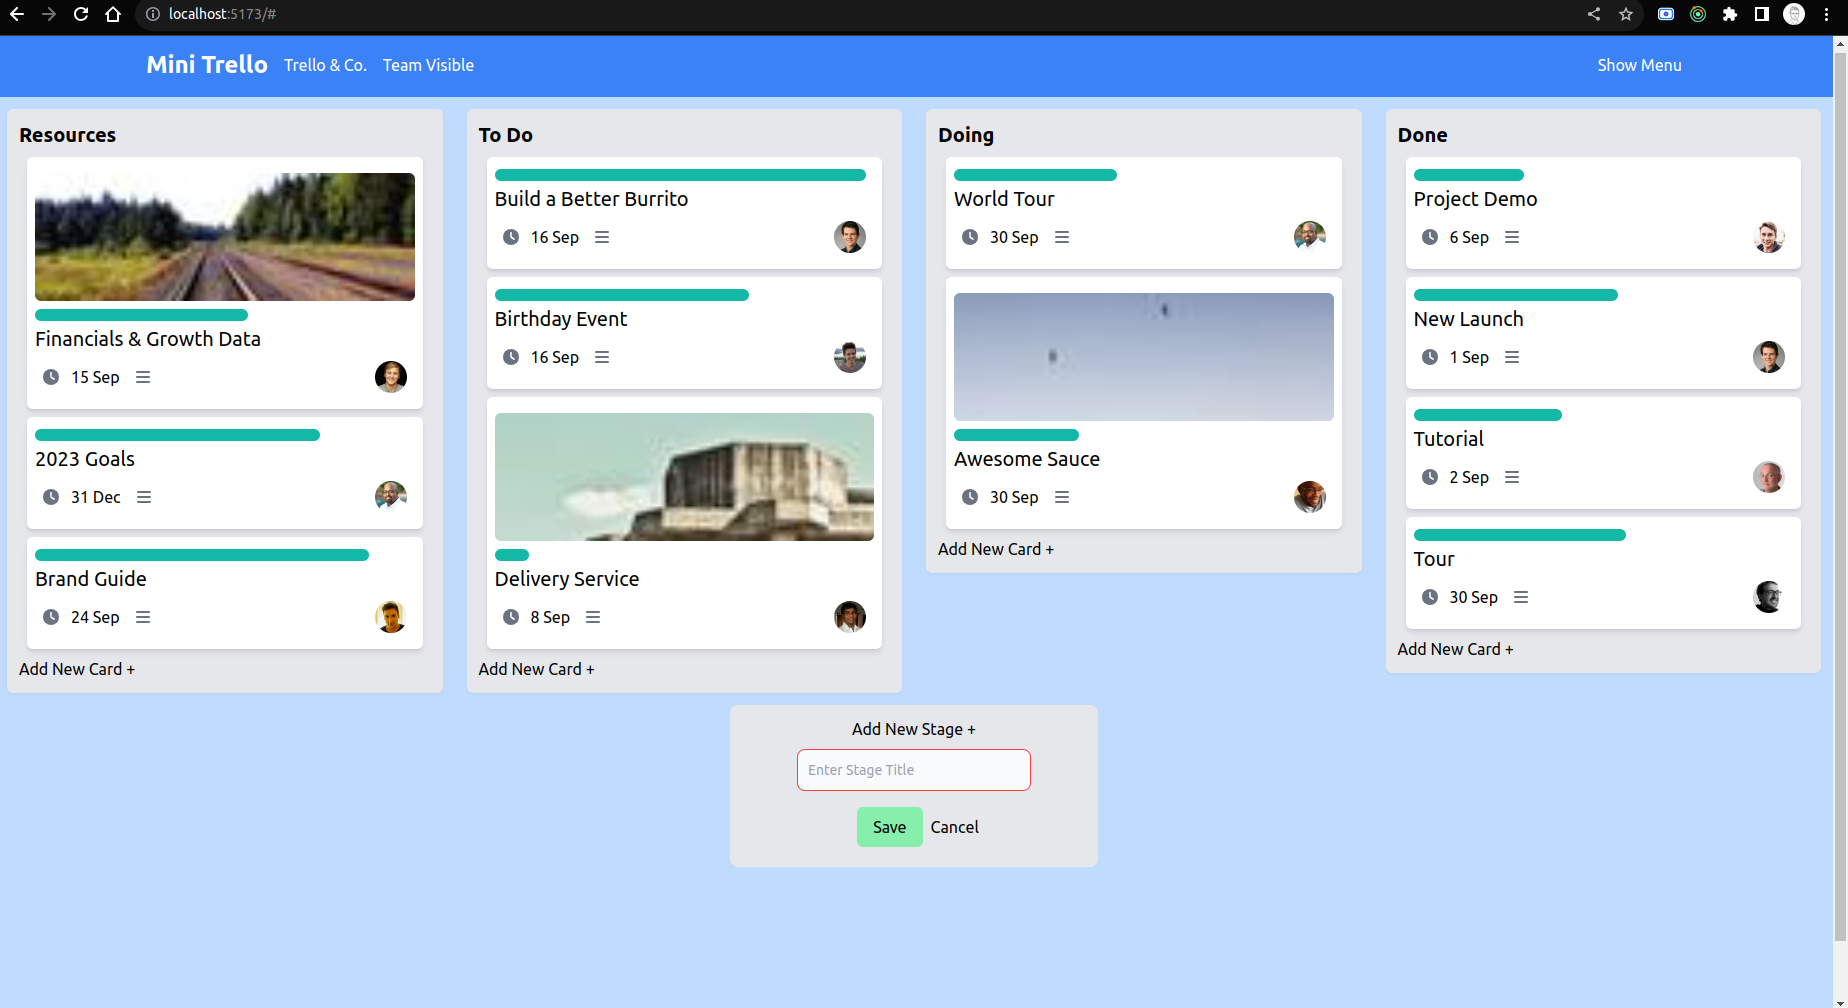 localhost:5173/#
Mini Trello Trello & Co. Team Visible Show Menu
Resources
Financials & Growth Data
15 Sep
2023 Goals
31 Dec
Brand Guide
24 Sep
Add New Card +
To Do
Build a Better Burrito
16 Sep
Birthday Event
16 Sep
Delivery Service
8 Sep
Add New Card +
Doing
World Tour
30 Sep
Awesome Sauce
30 Sep
Add New Card +
Done
Project Demo
6 Sep
New Launch
1 Sep
Tutorial
2 Sep
Tour
30 Sep
Add New Card +
Add New Stage +
Enter Stage Title
Save Cancel